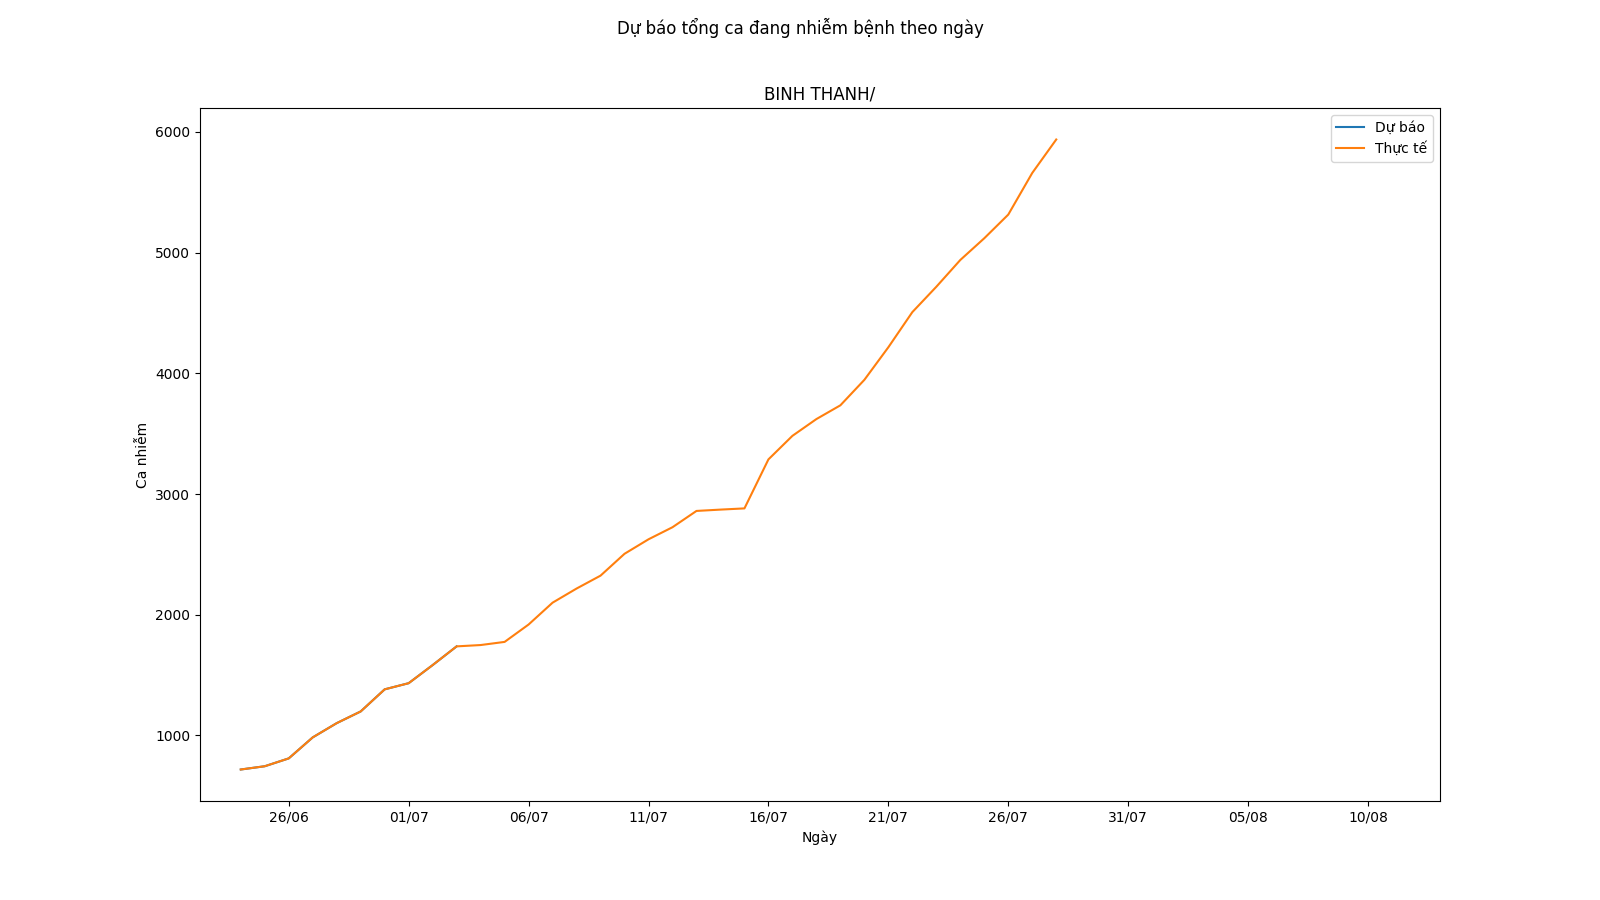 Dự báo tổng ca đang nhiễm bệnh theo ngày
BINH THANH/
Dự báo
Thực tế
6000
5000
4000
3000
2000
1000
Ca nhiễm
26/06 01/07 06/07 11/07 16/07 21/07 26/07 31/07 05/08 10/08
Ngày